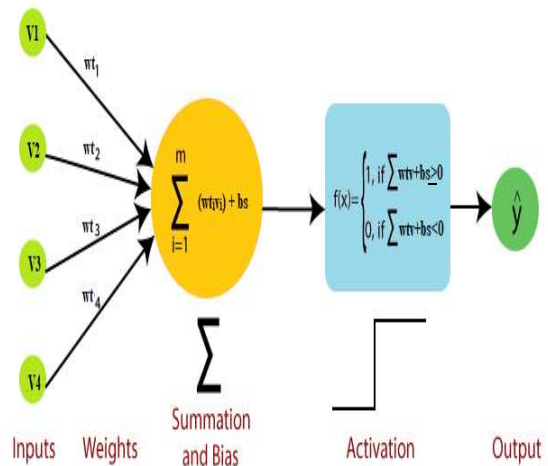 V1
wt1
V2
wt2
V3
wt3
V4
wt4
m
∑ (wtivi) + bs
i=1
f(x)= { 1, if ∑ wtv+bs≥0
0, if ∑ wtv+bs<0
ŷ
∑
Inputs
Weights
Summation
and Bias
Activation
Output